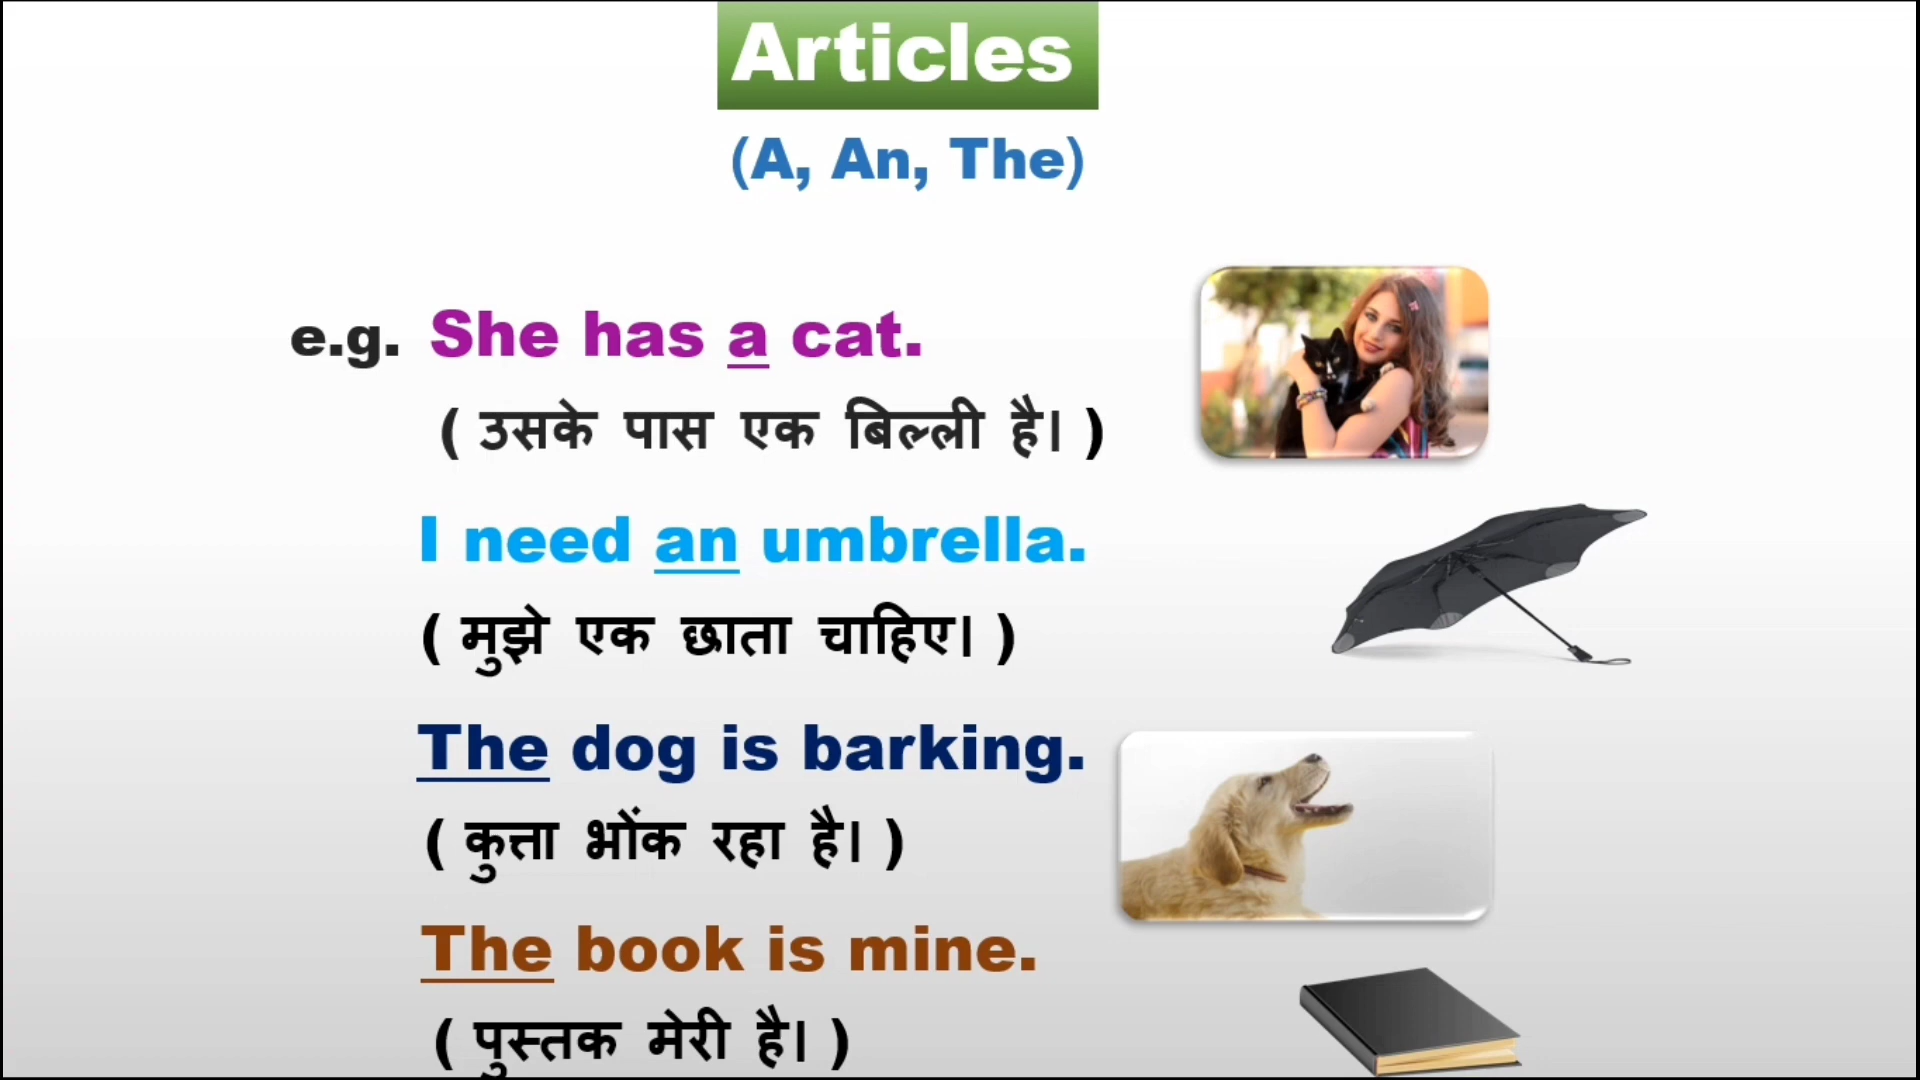 Articles
(A, An, The)
e.g. She has a cat.
( उसके पास एक बिल्ली है। )
I need an umbrella.
( मुझे एक छाता चाहिए। )
The dog is barking.
( कुत्ता भोंक रहा है। )
The book is mine.
( पुस्तक मेरी है। )